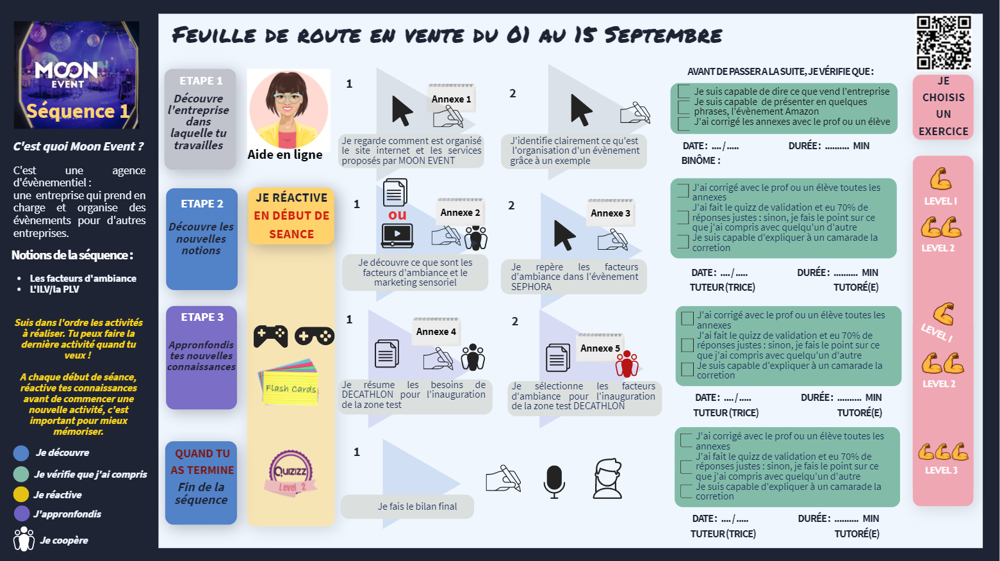 MOON
EVENT
Séquence 1
C'est quoi Moon Event ?
C'est une agence
d'évènementiel :
une entreprise qui prend en
charge et organise des
évènements pour d'autres
entreprises.
Notions de la séquence :
• Les facteurs d'ambiance
• L'ILV/la PLV
Suis dans l'ordre les activités
à réaliser. Tu peux faire la
dernière activité quand tu
veux !
A chaque début de séance,
réactive tes connaissances
avant de commencer une
nouvelle activité, c'est
important pour mieux
mémoriser.
Je découvre
Je vérifie que j'ai compris
Je réactive
J'appronfondis
Je coopère
Feuille de route en vente du 01 au 15 Septembre
ETAPE 1
Découvre
l'entreprise
dans
laquelle tu
travailles
Aide en ligne
1
Annexe 1
Je regarde comment est organisé
le site internet et les services
proposés par MOON EVENT
2
J'identifie clairement ce qu'est
l'organisation d'un évènement
grâce à un exemple
AVANT DE PASSER A LA SUITE, JE VÉRIFIE QUE :
Je suis capable de dire ce que vend l'entreprise
Je suis capable de présenter en quelques
phrases, l'évènement Amazon
J'ai corrigé les annexes avec le prof ou un élève
DATE : .... / ..... DURÉE : .......... MIN
BINÔME :
ETAPE 2
Découvre les
nouvelles
notions
JE RÉACTIVE
EN DÉBUT DE
SEANCE
1
ou
Annexe 2
Je découvre ce que sont les
facteurs d'ambiance et le
marketing sensoriel
2
Annexe 3
Je repère les facteurs
d'ambiance dans l'évènement
SEPHORA
J'ai corrigé avec le prof ou un élève toutes les
annexes
J'ai fait le quizz de validation et eu 70% de
réponses justes : sinon, je fais le point sur ce
que j'ai compris avec quelqu'un d'autre
Je suis capable d'expliquer à un camarade la
corretion
DATE : .... / ..... DURÉE : .......... MIN
TUTEUR (TRICE) TUTORÉ(E)
ETAPE 3
Appronfondis
tes nouvelles
connaissances
Flash Cards
1
Annexe 4
Je résume les besoins de
DECATHLON pour l'inauguration
de la zone test
2
Annexe 5
Je sélectionne les facteurs
d'ambiance pour l'inauguration
de la zone test DECATHLON
J'ai corrigé avec le prof ou un élève toutes les
annexes
J'ai fait le quizz de validation et eu 70% de
réponses justes : sinon, je fais le point sur ce
que j'ai compris avec quelqu'un d'autre
Je suis capable d'expliquer à un camarade la
corretion
DATE : .... / ..... DURÉE : .......... MIN
TUTEUR (TRICE) TUTORÉ(E)
QUAND TU
AS TERMINE
Fin de la
séquence
Quizizz
Level 2
1
Je fais le bilan final
J'ai corrigé avec le prof ou un élève toutes les
annexes
J'ai fait le quizz de validation et eu 70% de
réponses justes : sinon, je fais le point sur ce
que j'ai compris avec quelqu'un d'autre
Je suis capable d'expliquer à un camarade la
corretion
DATE : .... / ..... DURÉE : .......... MIN
TUTEUR (TRICE) TUTORÉ(E)
JE
CHOISIS
UN
EXERCICE
LEVEL 1
LEVEL 2
LEVEL 1
LEVEL 2
LEVEL 3